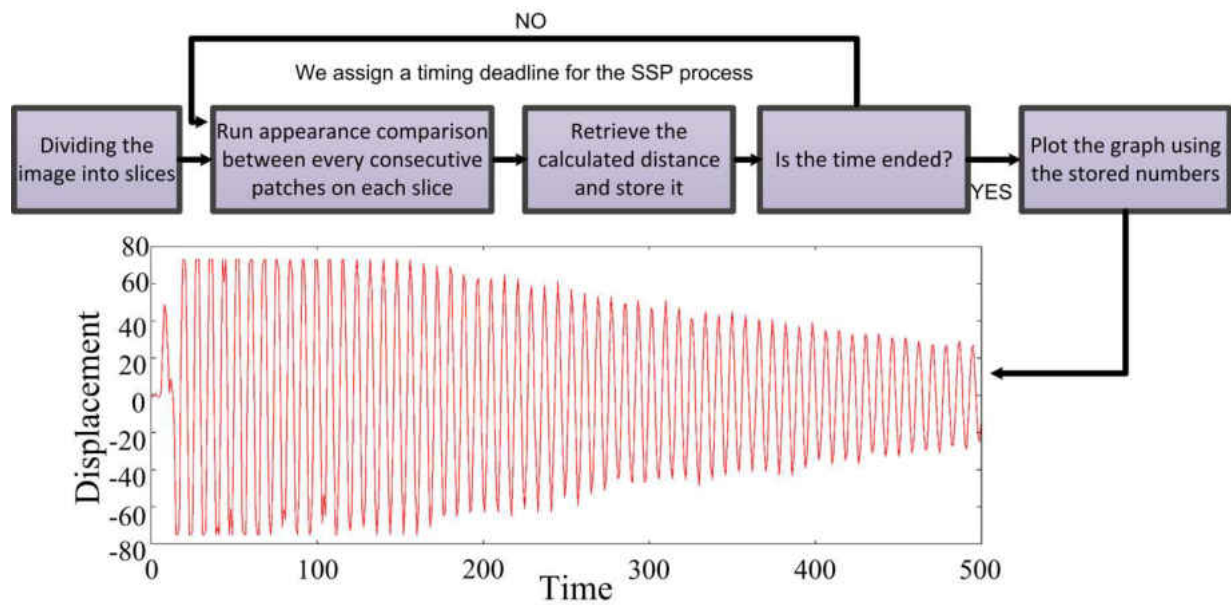 NO
We assign a timing deadline for the SSP process
Dividing the
image into slices
Run appearance comparison
between every consecutive
patches on each slice
Retrieve the
calculated distance
and store it
Is the time ended?
YES
Plot the graph using
the stored numbers
80
60
40
20
0
-20
-40
-60
-80
Displacement
0 100 200 300 400 500
Time